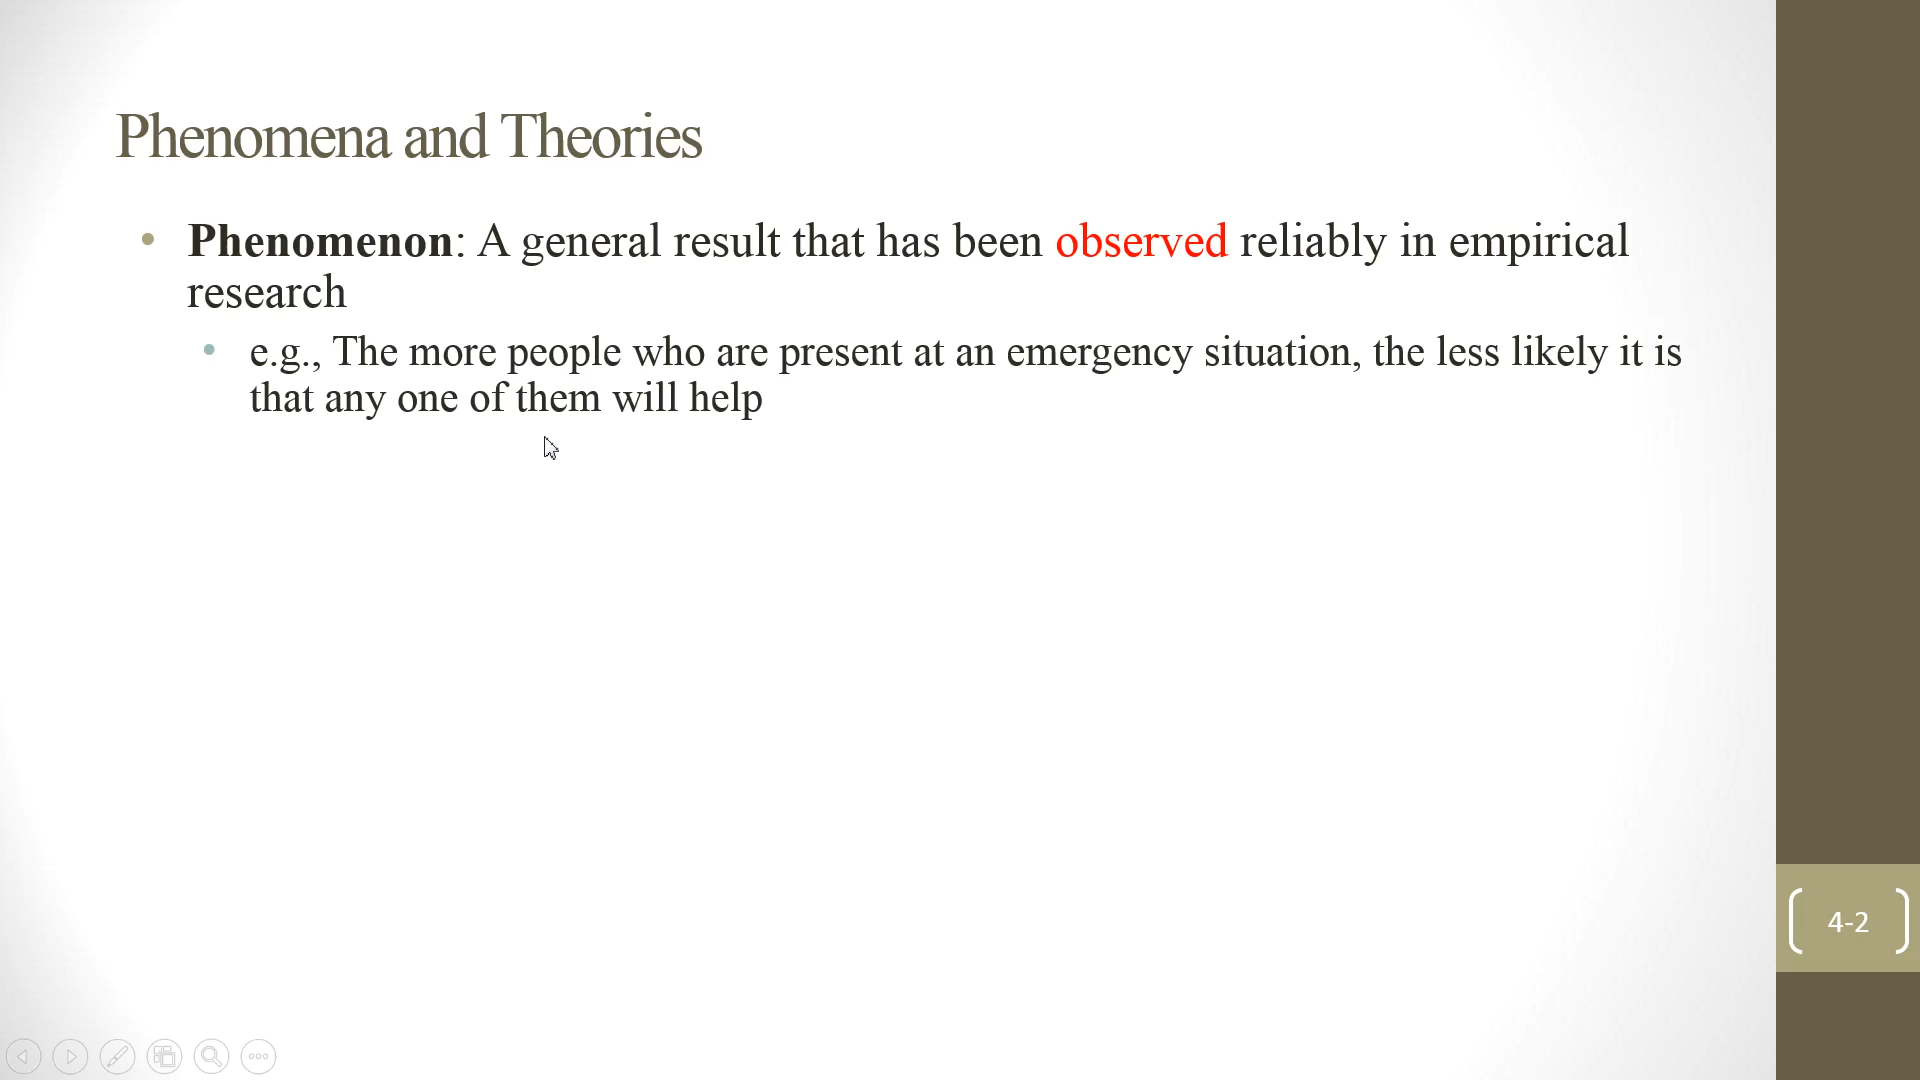 Phenomena and Theories
• Phenomenon: A general result that has been observed reliably in empirical
research
• e.g., The more people who are present at an emergency situation, the less likely it is
that any one of them will help
4-2